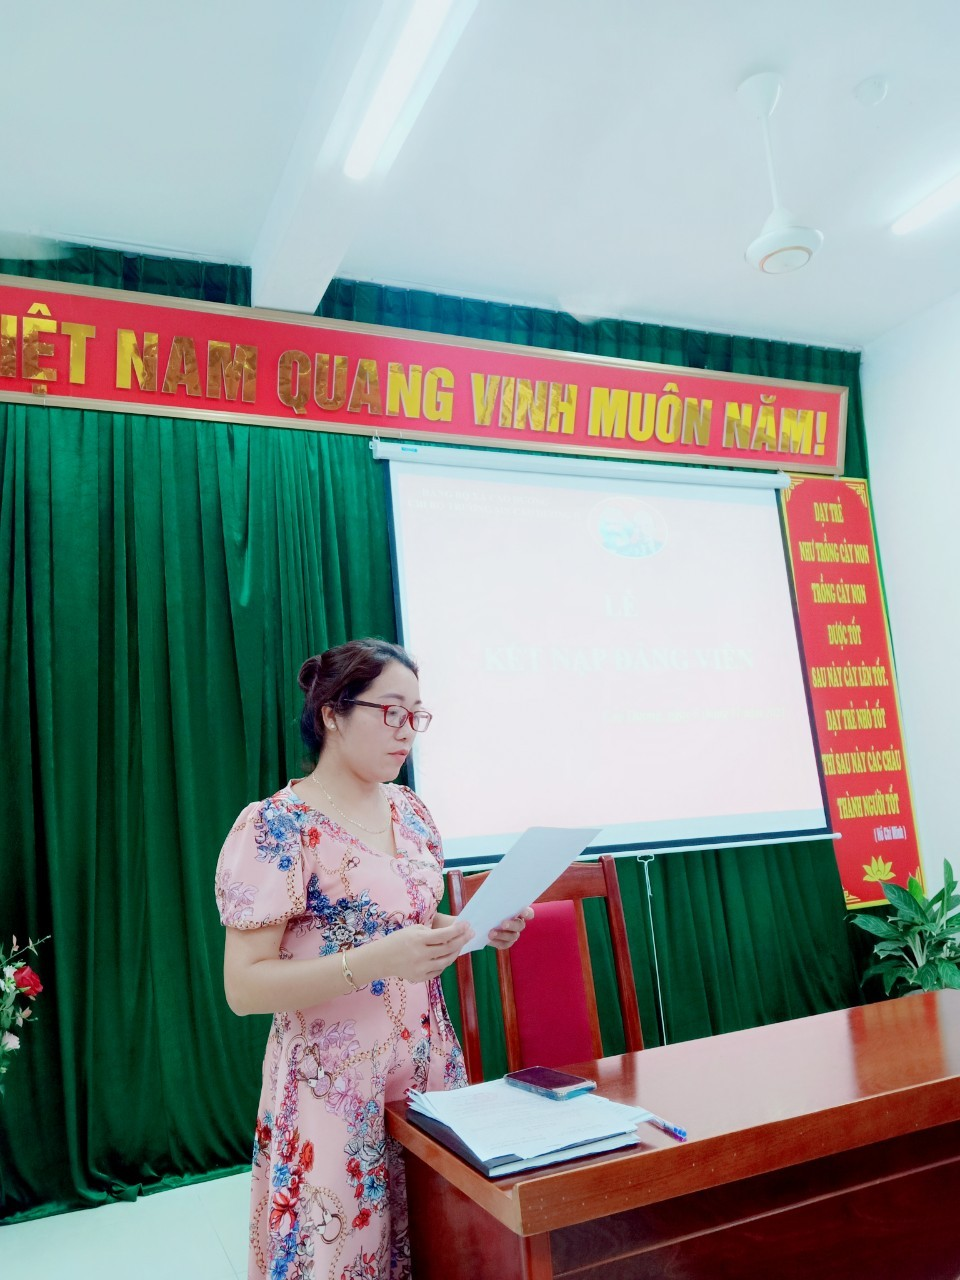 IỆT NAM QUANG VINH MUÔN NĂM!
LỄ
KẾT NẠP ĐẢNG VIÊN
DẠY TRẺ
NHƯ TRỒNG CÂY NON
TRỒNG CÂY NON
ĐƯỢC TỐT
SAU NÀY CÂY LÊN TỐT.
DẠY TRẺ NHỎ TỐT
THÌ SAU NÀY CÁC CHÁU
THÀNH NGƯỜI TỐT
( Hồ Chí Minh )